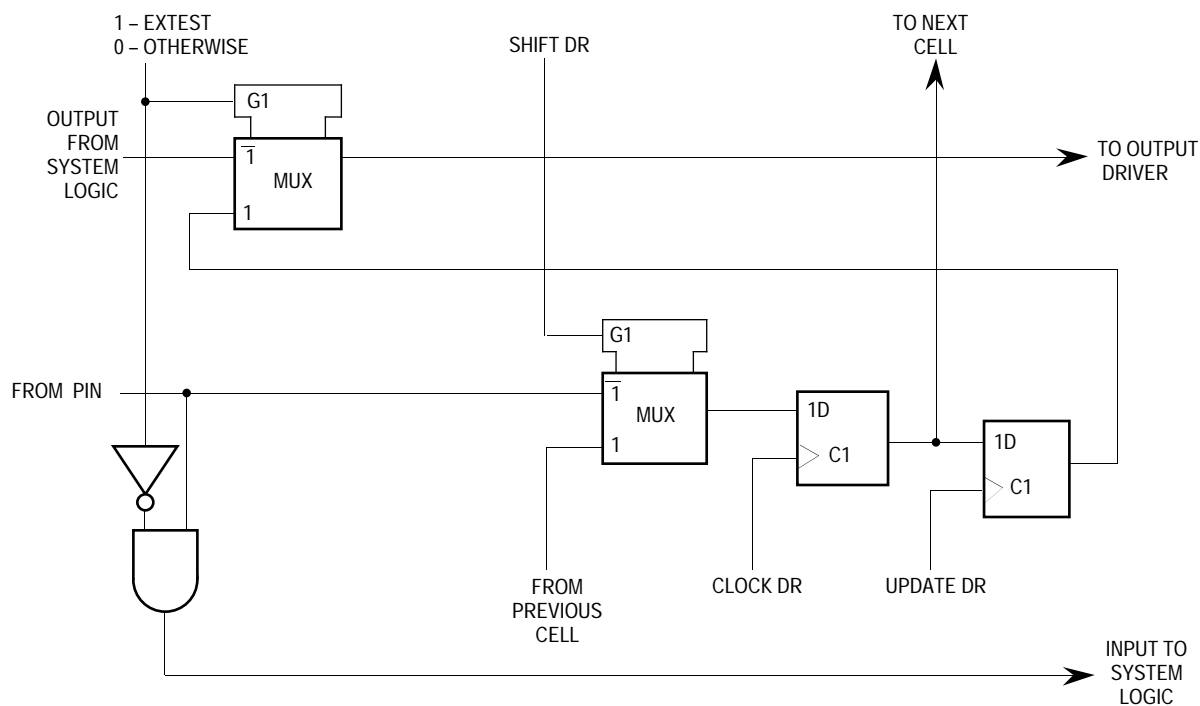 1 – EXTEST
0 – OTHERWISE
SHIFT DR
TO NEXT
CELL
G1
OUTPUT
FROM
SYSTEM
LOGIC
1
MUX
1
TO OUTPUT
DRIVER
G1
FROM PIN
1
MUX
1
1D
C1
1D
C1
FROM
PREVIOUS
CELL
CLOCK DR
UPDATE DR
INPUT TO
SYSTEM
LOGIC